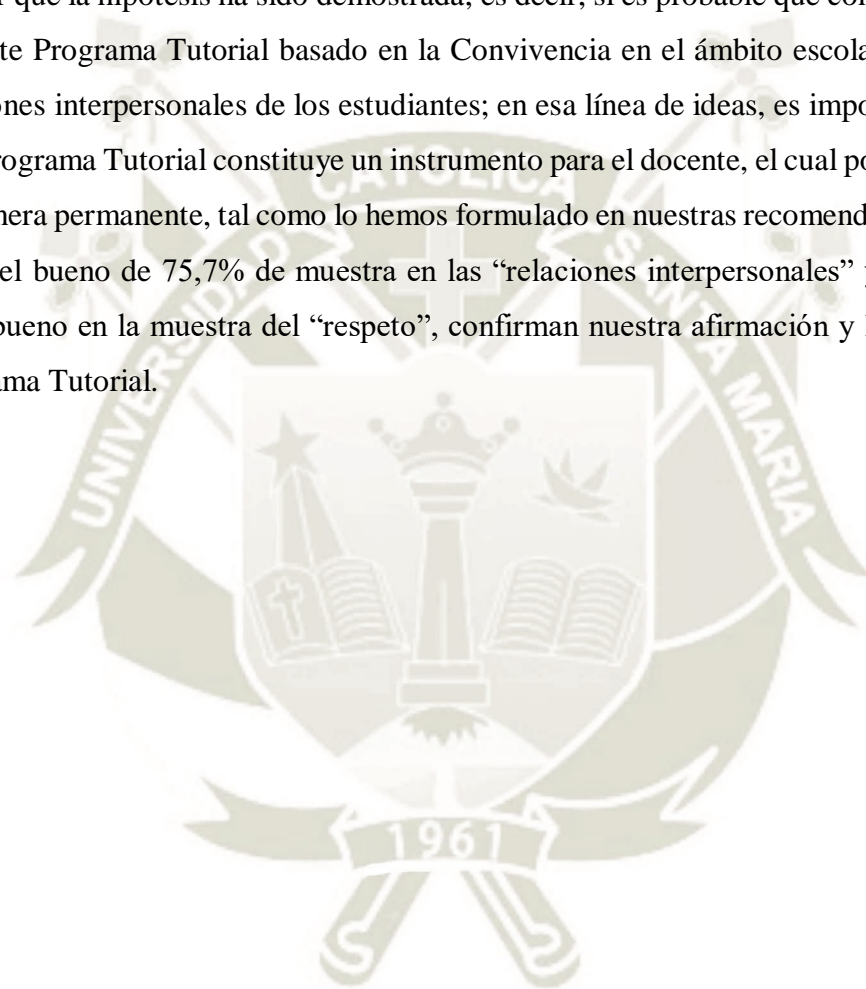 que la hipótesis ha sido demostrada, es decir, si es probable que
te Programa Tutorial basado en la Convivencia en el ámbito escola
ones interpersonales de los estudiantes; en esa línea de ideas, es impo
rograma Tutorial constituye un instrumento para el docente, el cual po
nera permanente, tal como lo hemos formulado en nuestras recomend
el bueno de 75,7% de muestra en las “relaciones interpersonales” y
bueno en la muestra del “respeto”, confirman nuestra afirmación y
ama Tutorial.
UNIVERSIDAD CATOLICA SANTA MARIA
1961